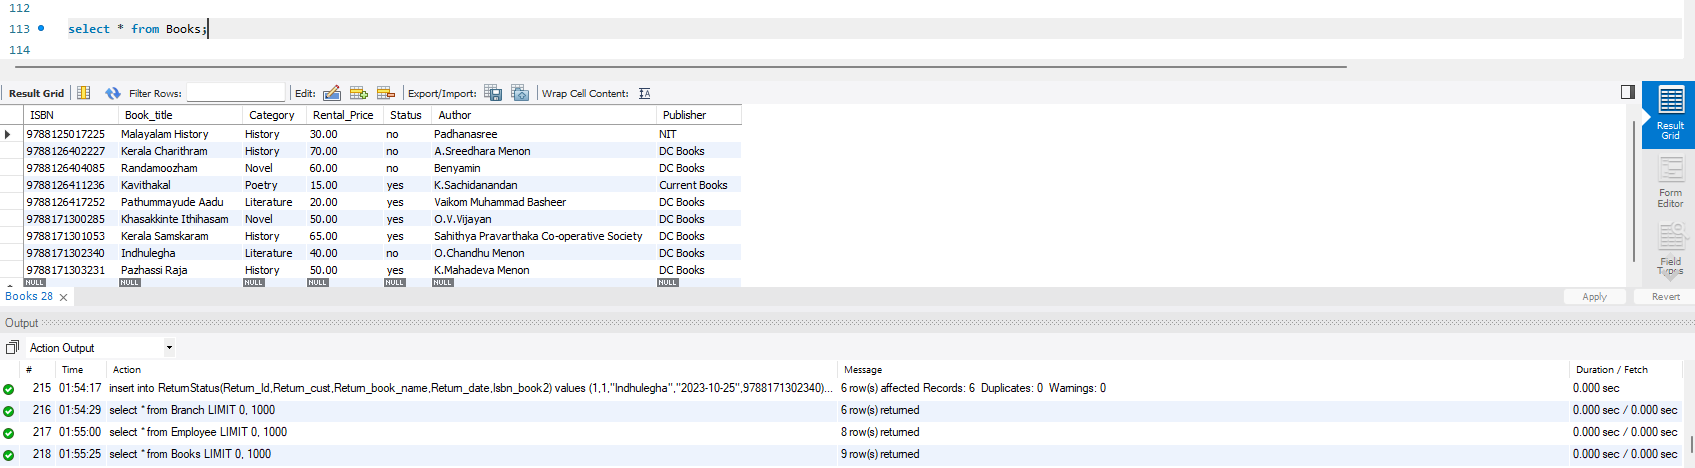 112
113 select * from Books;
114
Result Grid Filter Rows: Edit: Export/Import: Wrap Cell Content:
ISBN Book_title Category Rental_Price Status Author Publisher
9788125017225 Malayalam History History 30.00 no Padhanasree NIT
9788126402227 Kerala Charithram History 70.00 no A.Sreedhara Menon DC Books
9788126404085 Randamoozham Novel 60.00 no Benyamin DC Books
9788126411236 Kavithakal Poetry 15.00 yes K.Sachidanandan Current Books
9788126417252 Pathummayude Aadu Literature 20.00 yes Vaikom Muhammad Basheer DC Books
9788171300285 Khasakkinte Ithihasam Novel 50.00 yes O.V.Vijayan DC Books
9788171301053 Kerala Samskaram History 65.00 yes Sahithya Pravarthaka Co-operative Society DC Books
9788171302340 Indhulegha Literature 40.00 no O.Chandhu Menon DC Books
9788171303231 Pazhassi Raja History 50.00 yes K.Mahadeva Menon DC Books
NULL NULL NULL NULL NULL NULL NULL
Result
Grid
Form
Editor
Field
Types
Books 28
Apply Revert
Output
Action Output
# Time Action Message Duration / Fetch
215 01:54:17 insert into ReturnStatus(Return_Id,Return_cust,Return_book_name,Return_date,Isbn_book2) values (1,1,"Indhulegha","2023-10-25",9788171302340)... 6 row(s) affected Records: 6 Duplicates: 0 Warnings: 0 0.000 sec
216 01:54:29 select * from Branch LIMIT 0, 1000 6 row(s) returned 0.000 sec / 0.000 sec
217 01:55:00 select * from Employee LIMIT 0, 1000 8 row(s) returned 0.000 sec / 0.000 sec
218 01:55:25 select * from Books LIMIT 0, 1000 9 row(s) returned 0.000 sec / 0.000 sec